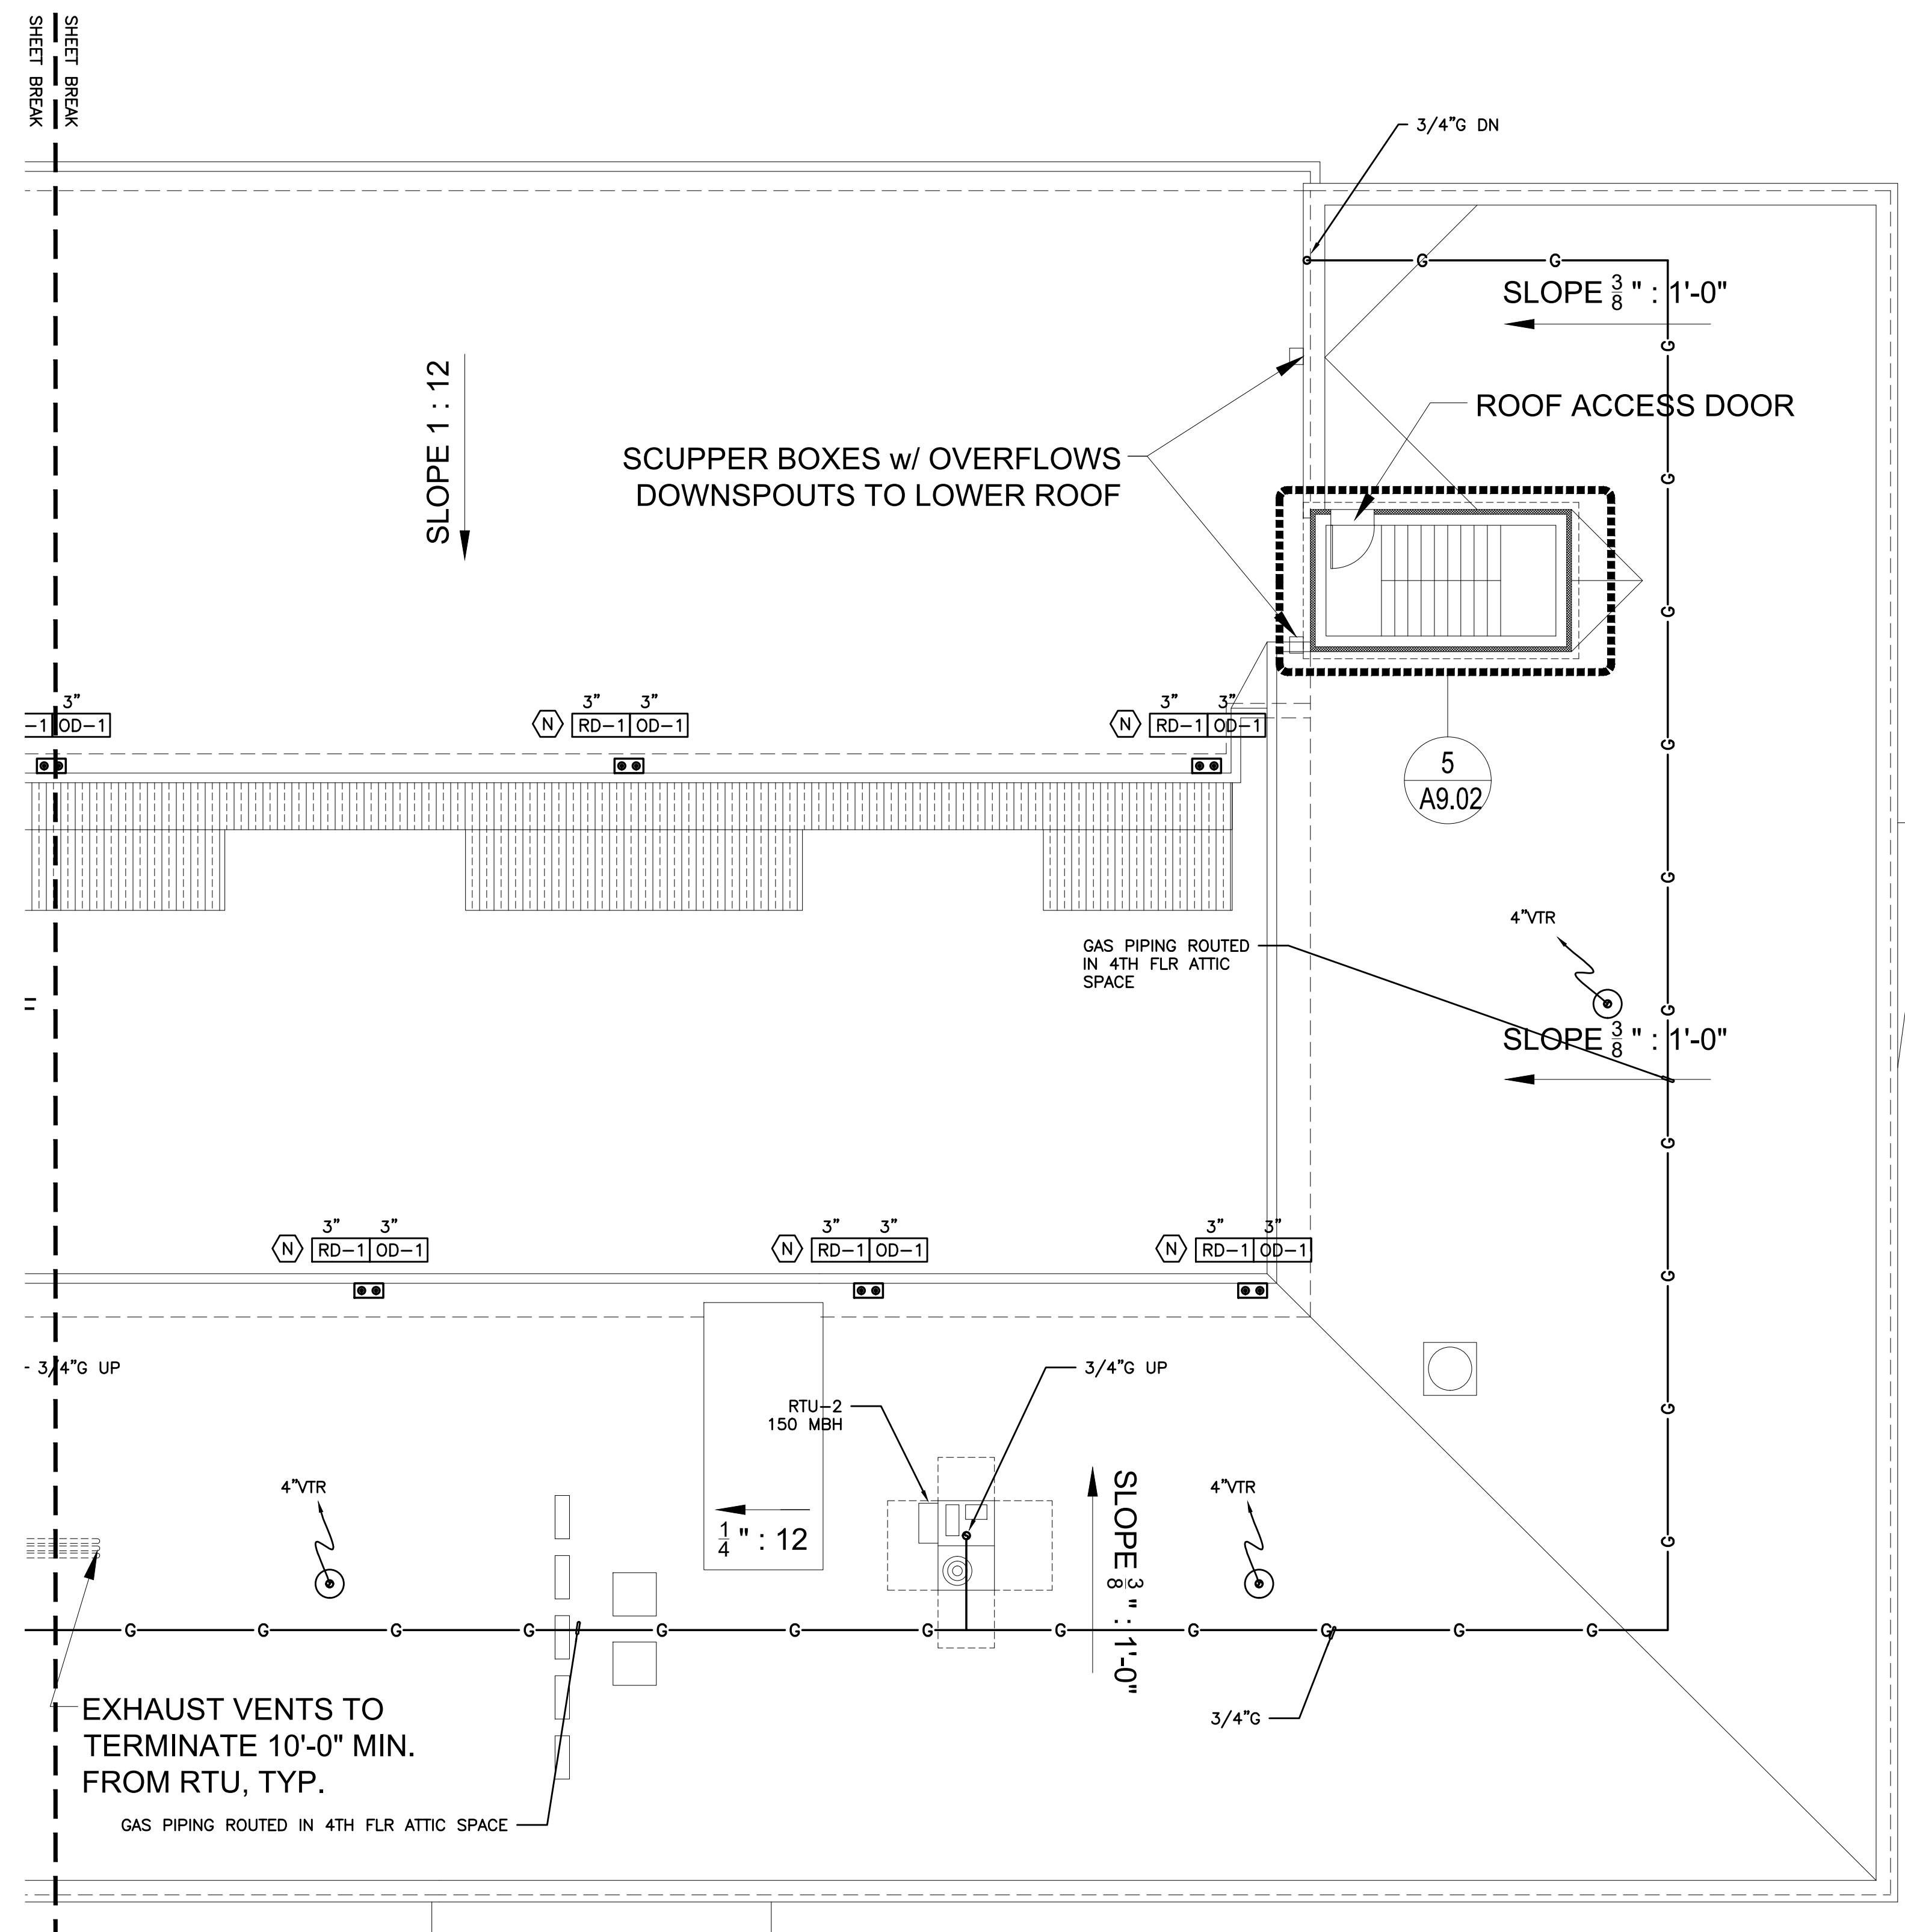 SHEET BREAK
SHEET BREAK
3/4"G DN
G G
SLOPE 3/8 " : 1'-0"
G
SLOPE 1 : 12
ROOF ACCESS DOOR
SCUPPER BOXES w/ OVERFLOWS
DOWNSPOUTS TO LOWER ROOF
G
G
3"
-1 OD-1
3" 3"
N RD-1 OD-1
3" 3"
N RD-1 OD-1
G
5
A9.02
G
4"VTR
GAS PIPING ROUTED
IN 4TH FLR ATTIC
SPACE
G
SLOPE 3/8 " : 1'-0"
G
3" 3"
N RD-1 OD-1
3" 3"
N RD-1 OD-1
3" 3"
N RD-1 OD-1
G
3/4"G UP
3/4"G UP
RTU-2
150 MBH
G
4"VTR
4"VTR
1/4 " : 12
SLOPE 3/8 " : 1'-0"
G
G G G G G G G G G G G G
EXHAUST VENTS TO
TERMINATE 10'-0" MIN.
FROM RTU, TYP.
3/4"G
GAS PIPING ROUTED IN 4TH FLR ATTIC SPACE